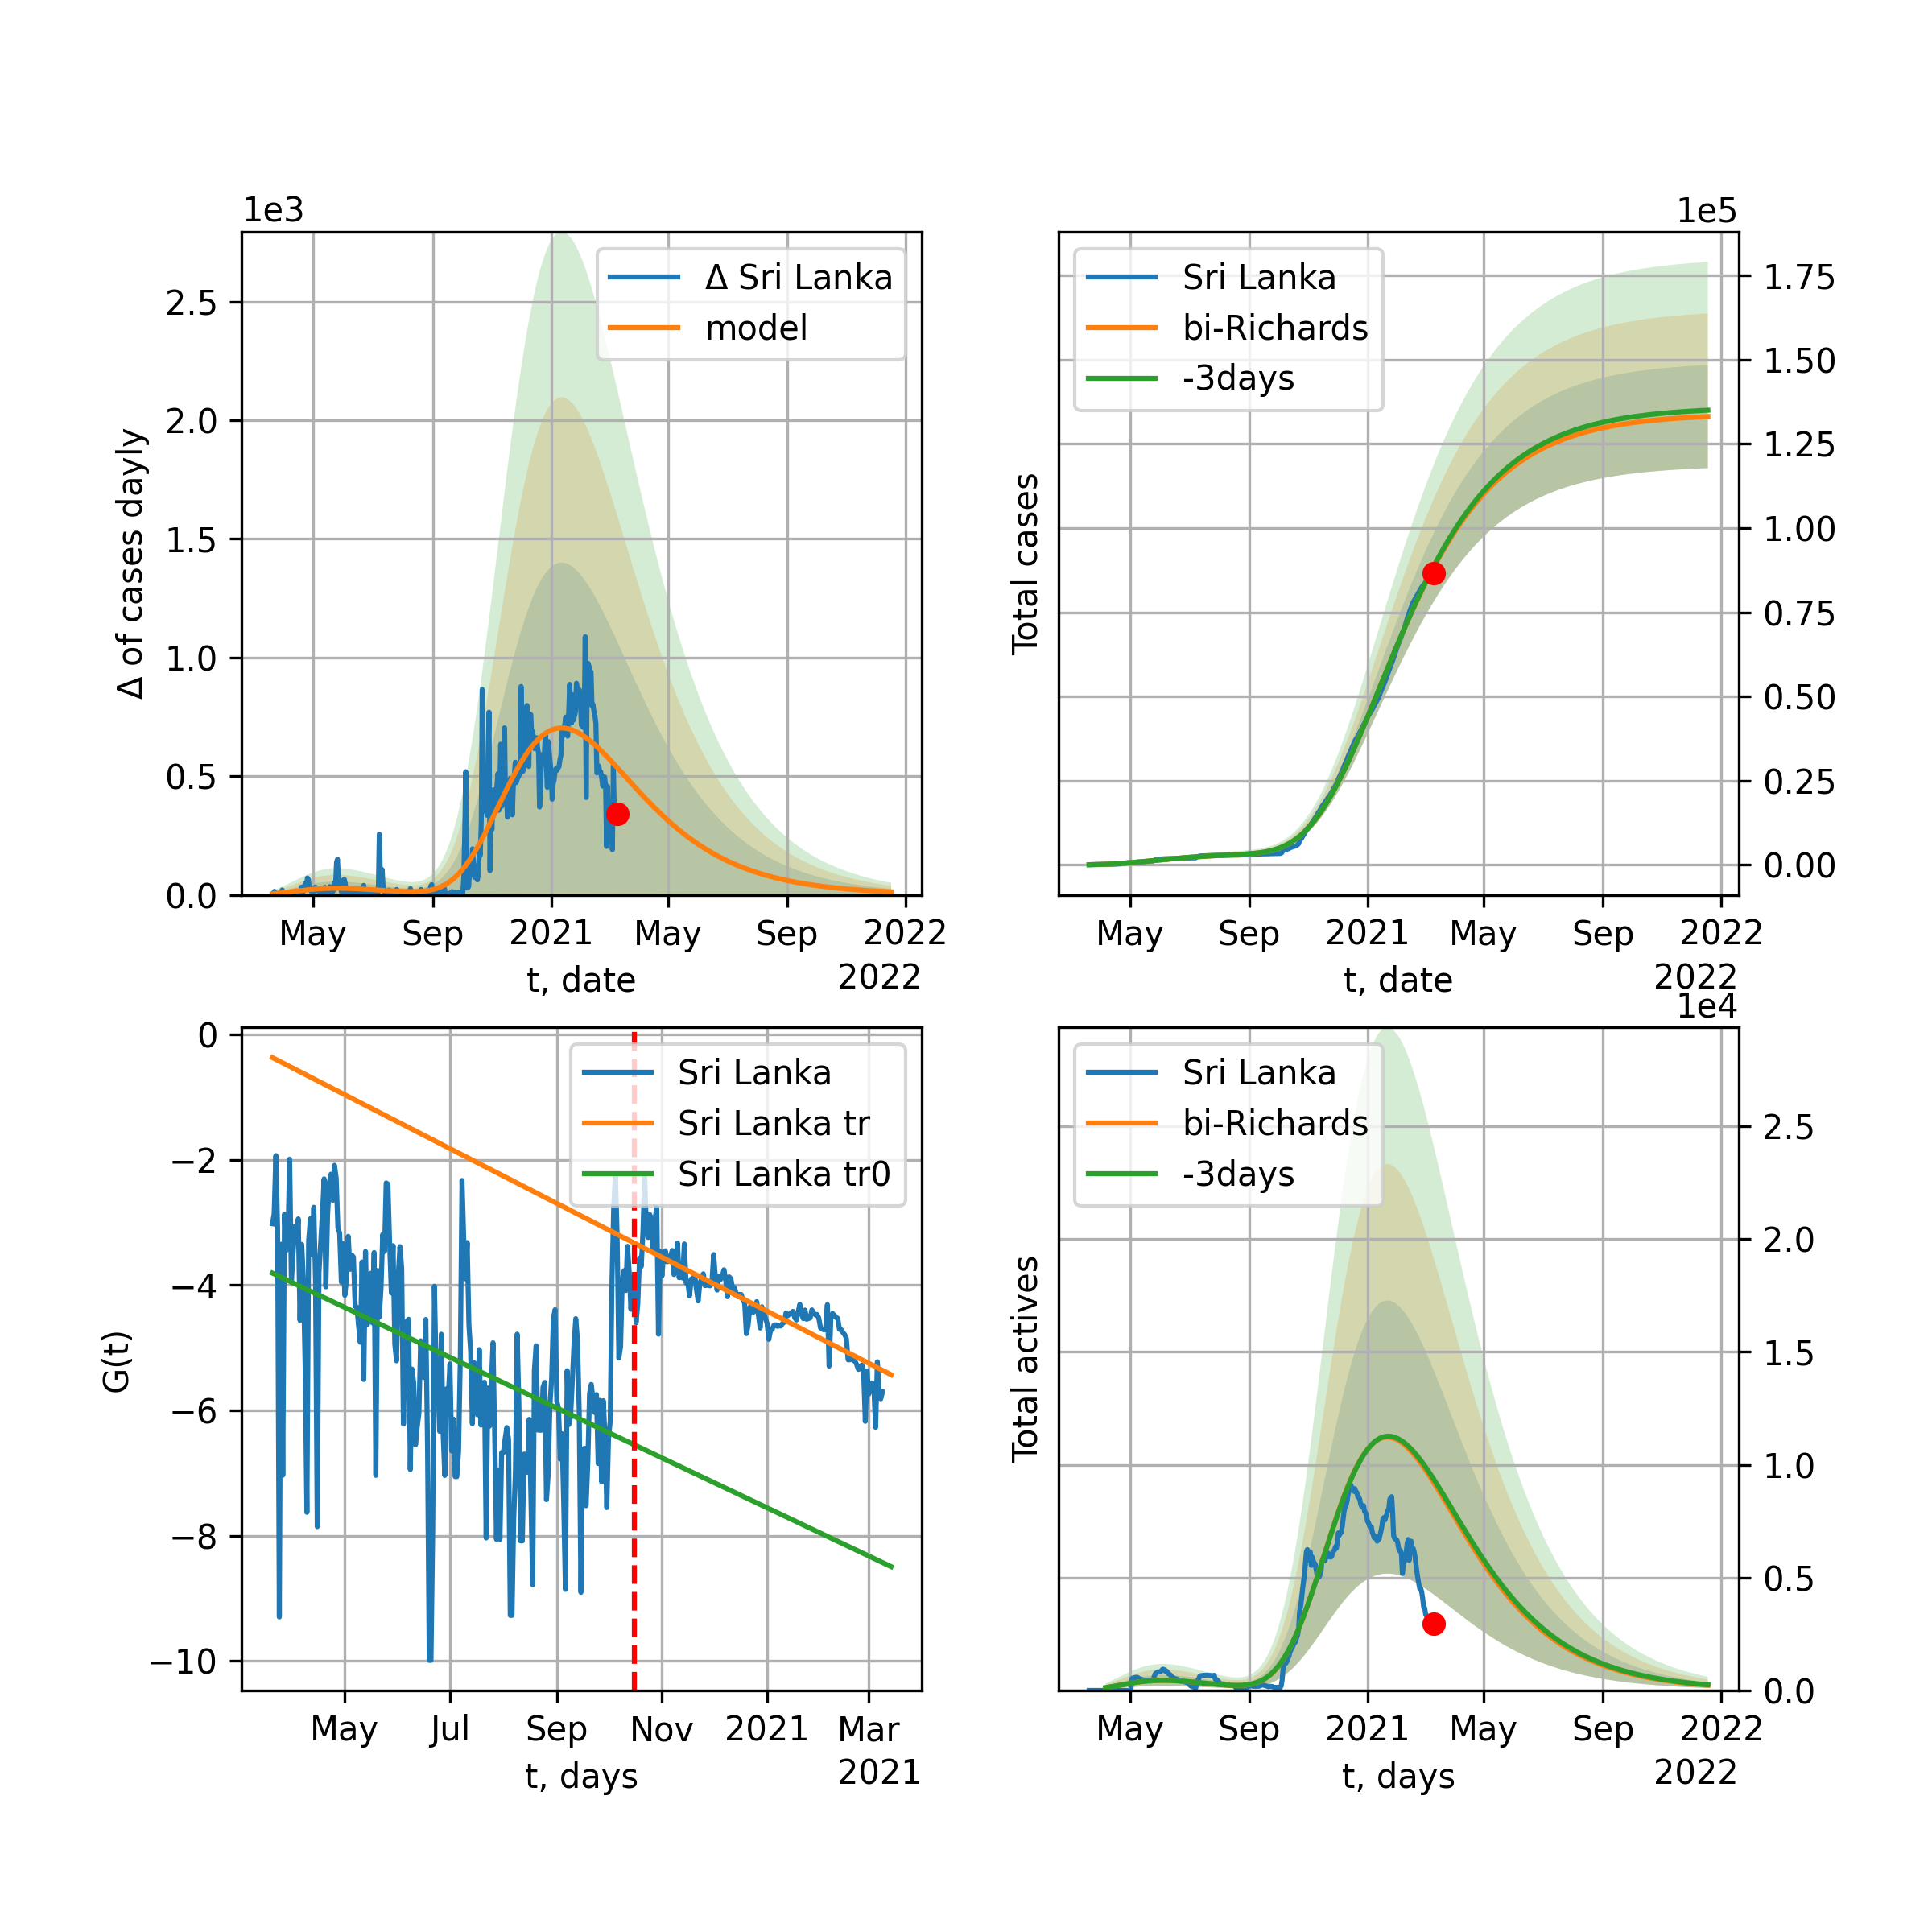 1e3
Δ Sri Lanka
model
2.5
2.0
1.5
1.0
0.5
0.0
Δ of cases dayly
May Sep 2021 May Sep 2022
t, date 2022
1e5
Sri Lanka
bi-Richards
-3days
1.75
1.50
1.25
1.00
0.75
0.50
0.25
0.00
Total cases
May Sep 2021 May Sep 2022
t, date 2022
Sri Lanka
Sri Lanka tr
Sri Lanka tr0
0
−2
−4
−6
−8
−10
G(t)
May Jul Sep Nov 2021 Mar
t, days 2021
1e4
Sri Lanka
bi-Richards
-3days
2.5
2.0
1.5
1.0
0.5
0.0
Total actives
May Sep 2021 May Sep 2022
t, days 2022